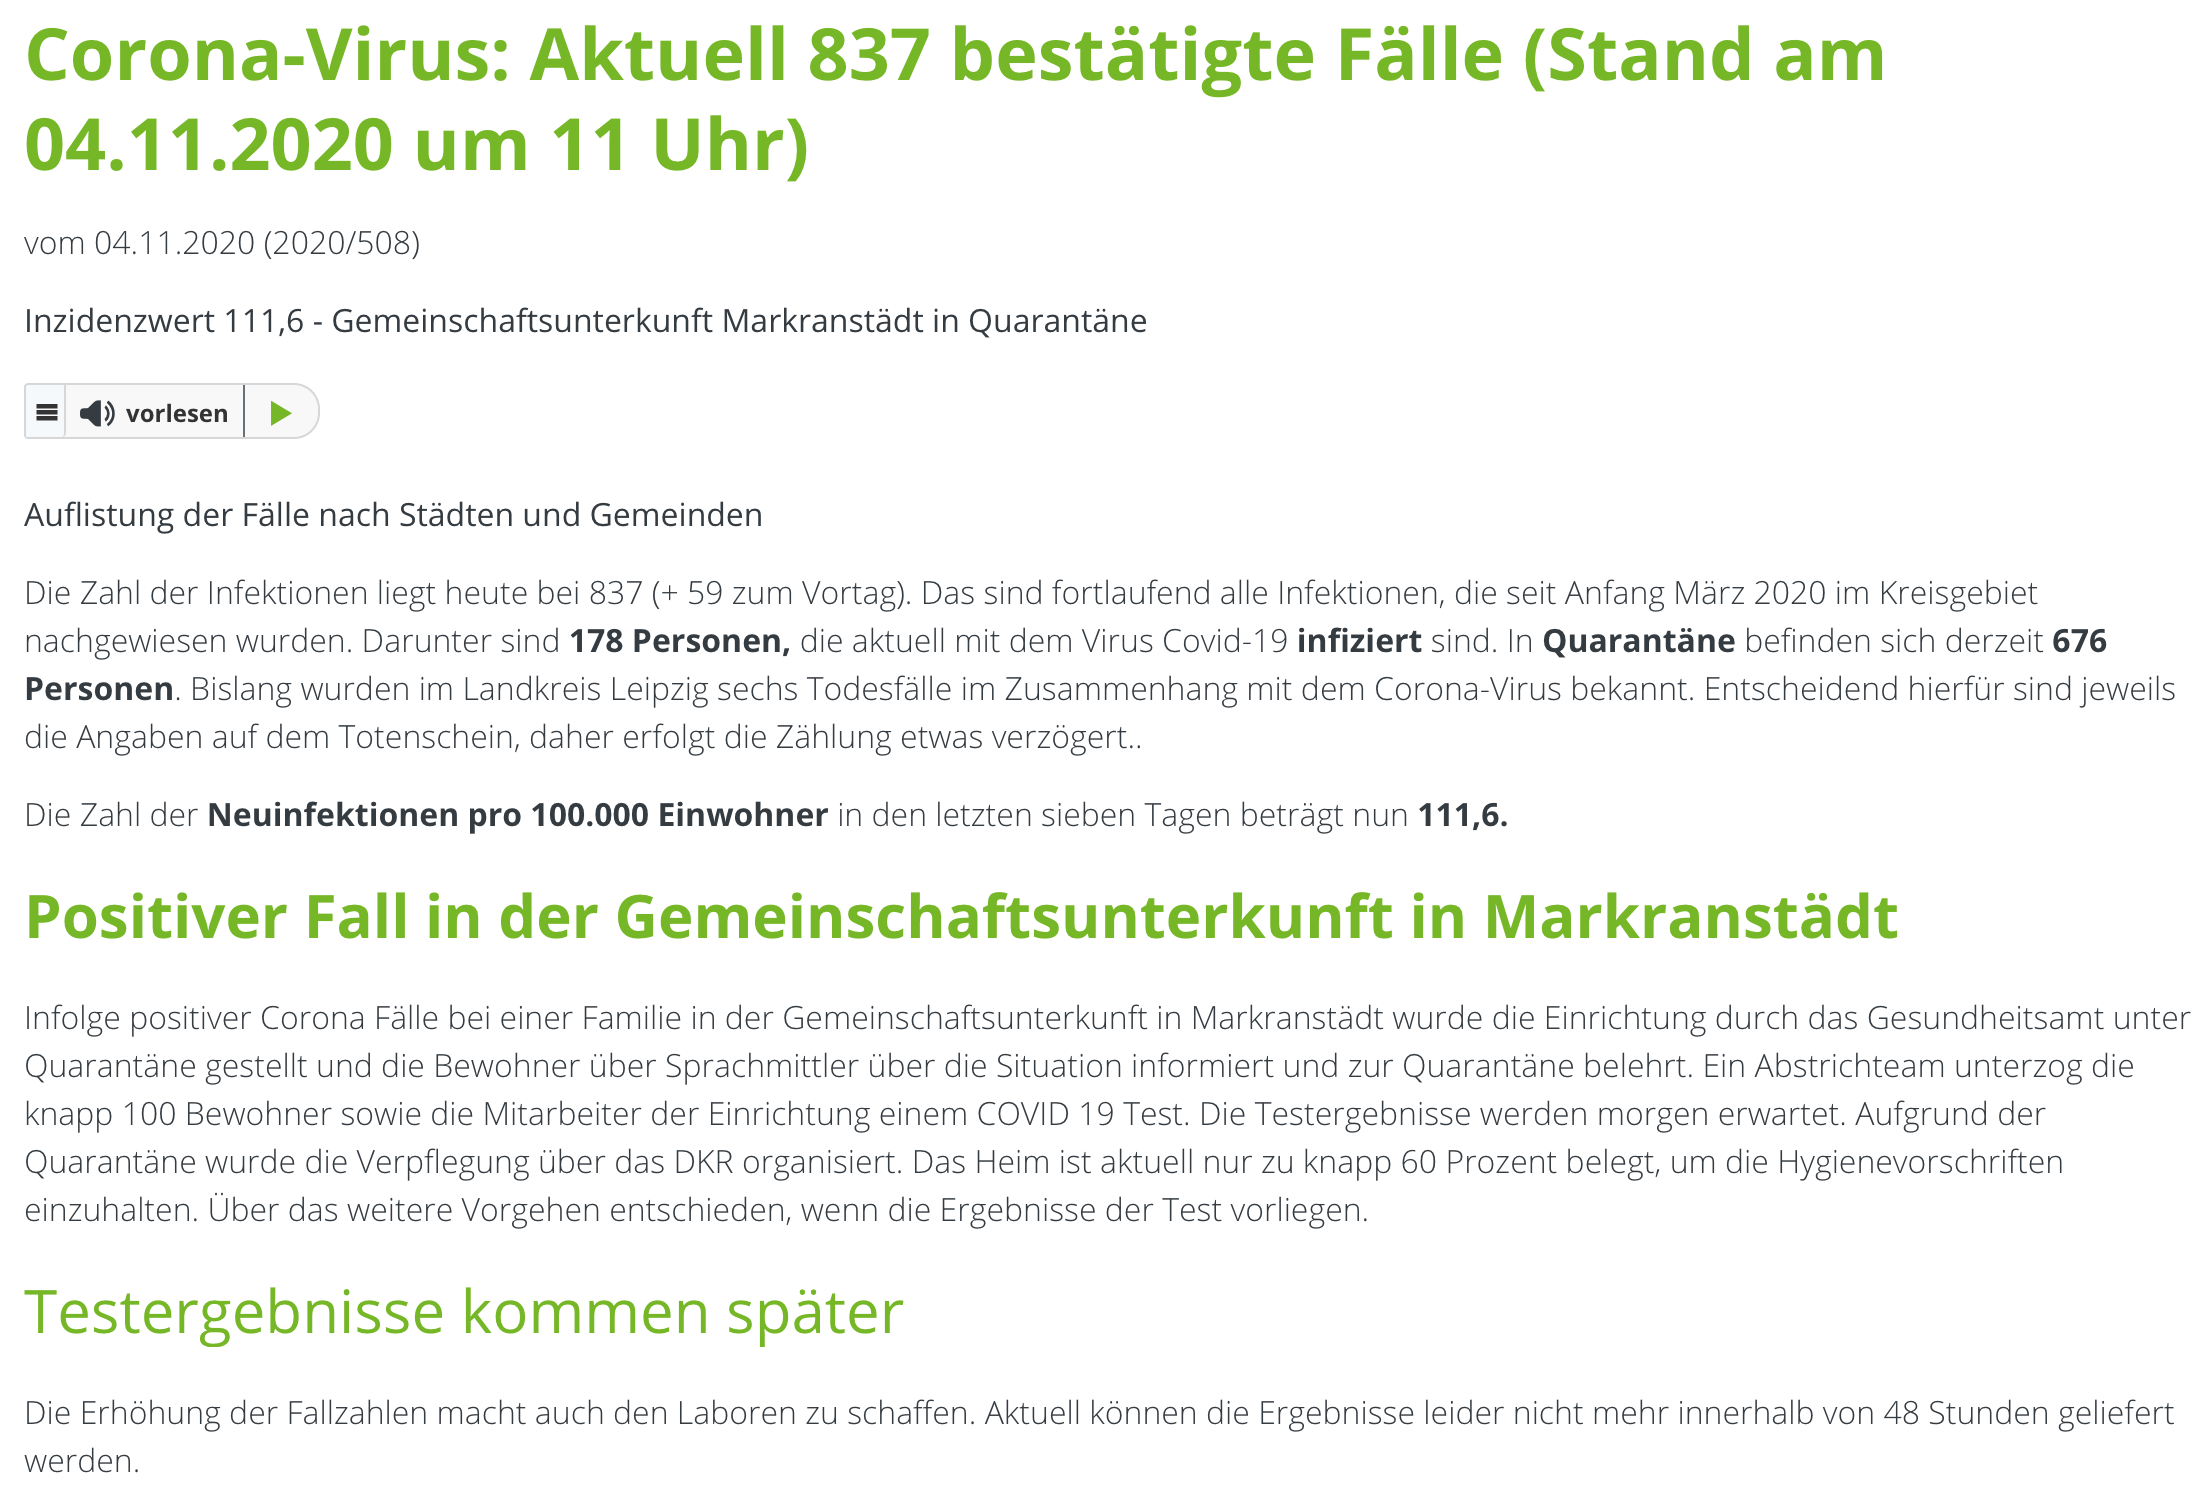 Corona-Virus: Aktuell 837 bestätigte Fälle (Stand am
04.11.2020 um 11 Uhr)
vom 04.11.2020 (2020/508)
Inzidenzwert 111,6 - Gemeinschaftsunterkunft Markranstädt in Quarantäne
vorlesen
Auflistung der Fälle nach Städten und Gemeinden
Die Zahl der Infektionen liegt heute bei 837 (+ 59 zum Vortag). Das sind fortlaufend alle Infektionen, die seit Anfang März 2020 im Kreisgebiet
nachgewiesen wurden. Darunter sind 178 Personen, die aktuell mit dem Virus Covid-19 infiziert sind. In Quarantäne befinden sich derzeit 676
Personen. Bislang wurden im Landkreis Leipzig sechs Todesfälle im Zusammenhang mit dem Corona-Virus bekannt. Entscheidend hierfür sind jeweils
die Angaben auf dem Totenschein, daher erfolgt die Zählung etwas verzögert..
Die Zahl der Neuinfektionen pro 100.000 Einwohner in den letzten sieben Tagen beträgt nun 111,6.
Positiver Fall in der Gemeinschaftsunterkunft in Markranstädt
Infolge positiver Corona Fälle bei einer Familie in der Gemeinschaftsunterkunft in Markranstädt wurde die Einrichtung durch das Gesundheitsamt unter
Quarantäne gestellt und die Bewohner über Sprachmittler über die Situation informiert und zur Quarantäne belehrt. Ein Abstrichteam unterzog die
knapp 100 Bewohner sowie die Mitarbeiter der Einrichtung einem COVID 19 Test. Die Testergebnisse werden morgen erwartet. Aufgrund der
Quarantäne wurde die Verpflegung über das DKR organisiert. Das Heim ist aktuell nur zu knapp 60 Prozent belegt, um die Hygienevorschriften
einzuhalten. Über das weitere Vorgehen entschieden, wenn die Ergebnisse der Test vorliegen.
Testergebnisse kommen später
Die Erhöhung der Fallzahlen macht auch den Laboren zu schaffen. Aktuell können die Ergebnisse leider nicht mehr innerhalb von 48 Stunden geliefert
werden.